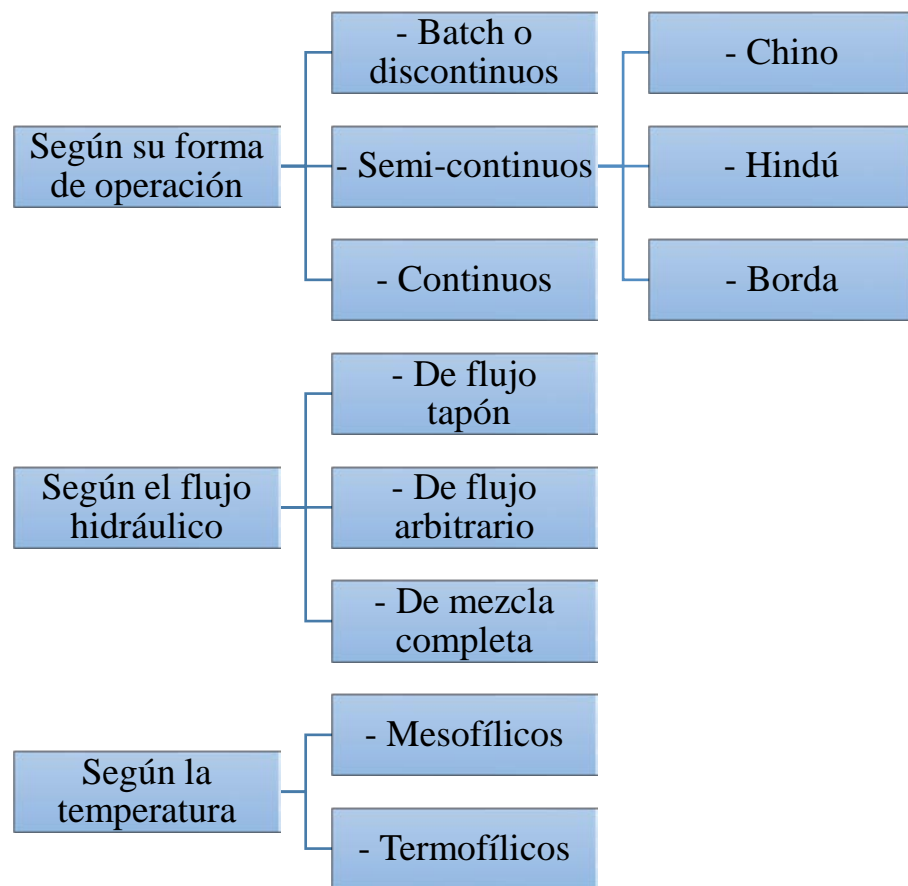 Según su forma
de operación
- Batch o
discontinuos
- Semi-continuos
- Chino
- Hindú
- Borda
- Continuos
Según el flujo
hidráulico
- De flujo
tapón
- De flujo
arbitrario
- De mezcla
completa
Según la
temperatura
- Mesofílicos
- Termofílicos